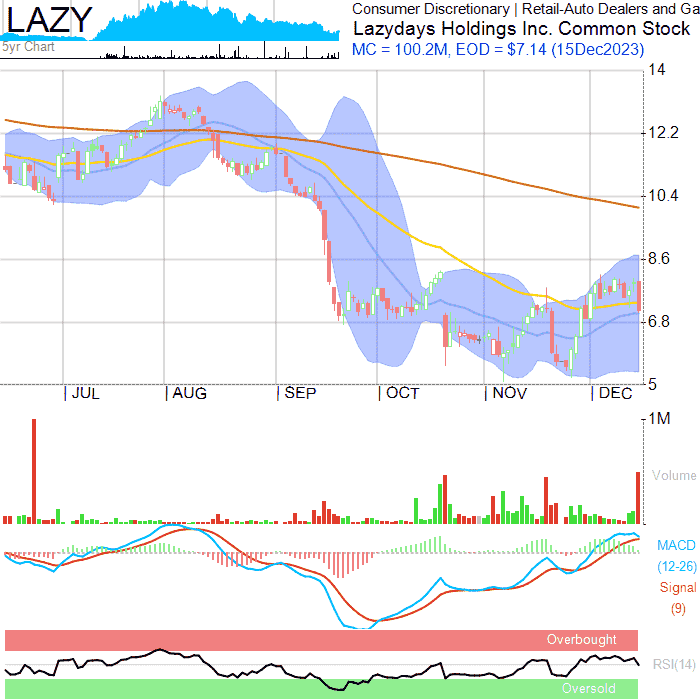 LAZY
5yr Chart
Consumer Discretionary | Retail-Auto Dealers and Ga
Lazydays Holdings Inc. Common Stock
MC = 100.2M, EOD = $7.14 (15Dec2023)
14
12.2
10.4
8.6
6.8
5
| JUL | AUG | SEP | OCT | NOV | DEC
1M
Volume
MACD
(12-26)
Signal
(9)
Overbought
RSI(14)
Oversold